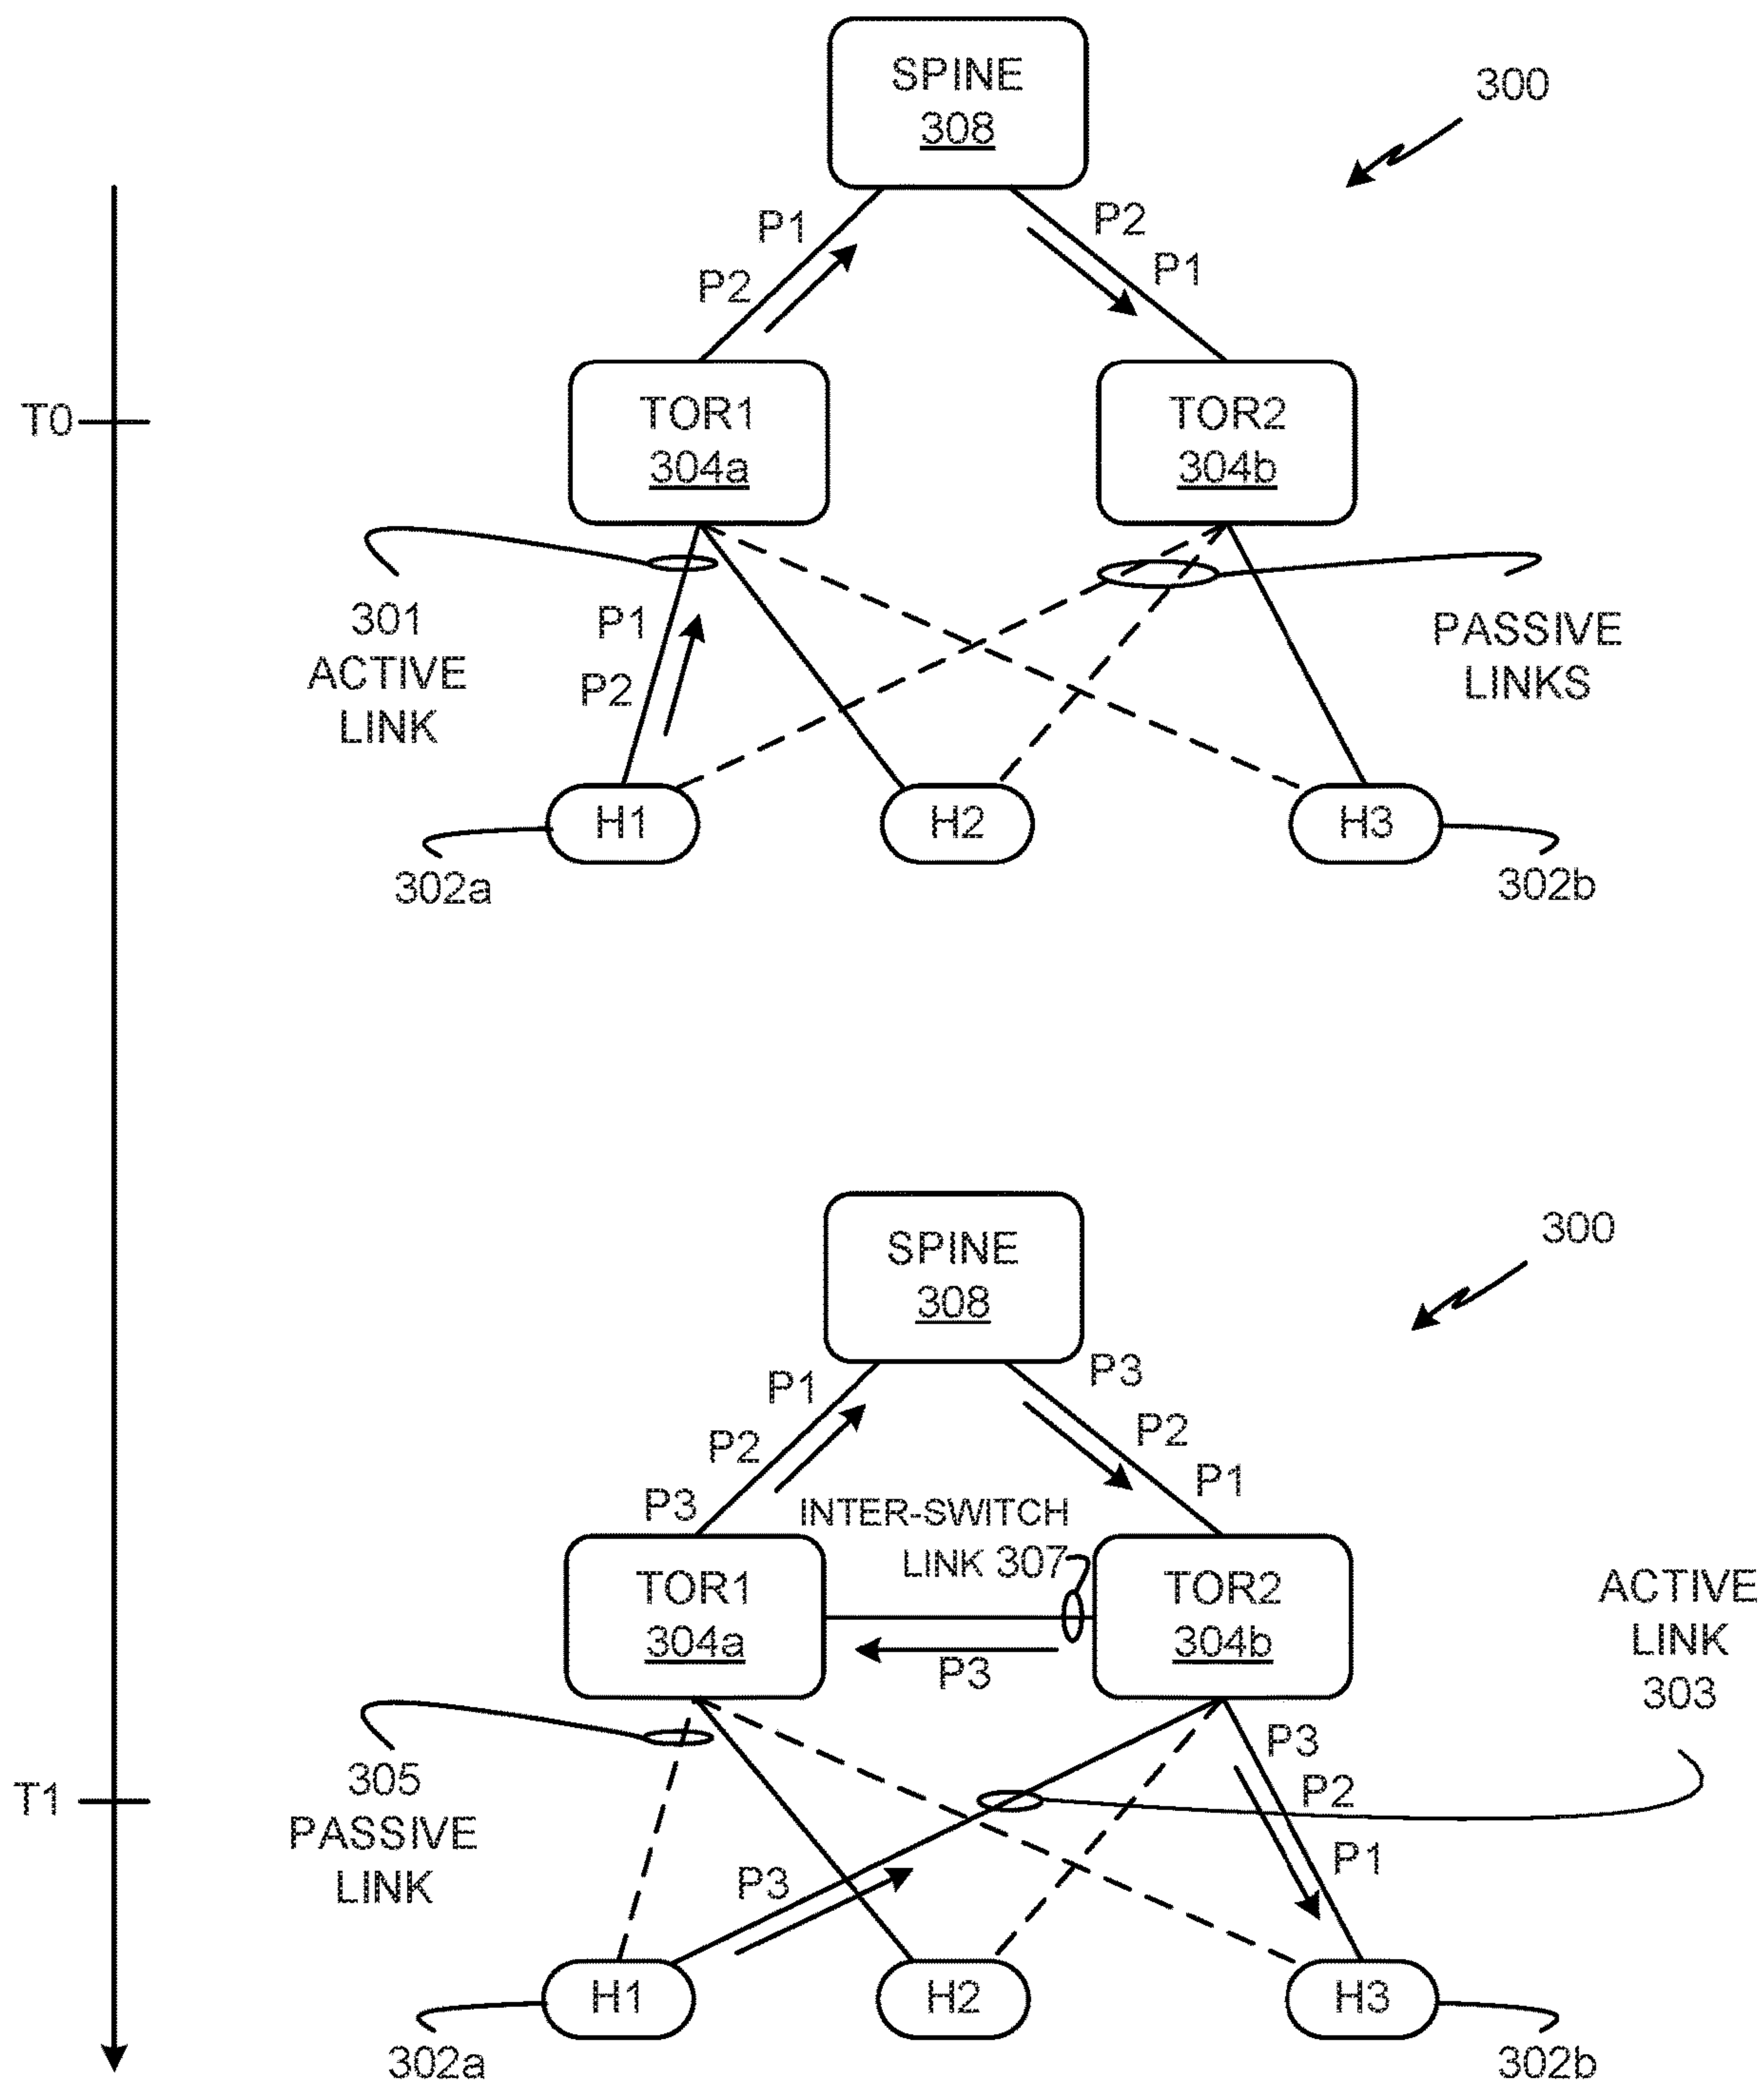 SPINE
308
300
P1
P2
P2
P1
T0
TOR1
304a
TOR2
304b
301
ACTIVE
LINK
P1
P2
PASSIVE
LINKS
H1
H2
H3
302a
302b
SPINE
308
300
P1
P2
P3
P3
P2
P1
INTER-SWITCH
LINK 307
TOR1
304a
TOR2
304b
P3
ACTIVE
LINK
303
T1
305
PASSIVE
LINK
P3
P2
P1
P3
H1
H2
H3
302a
302b